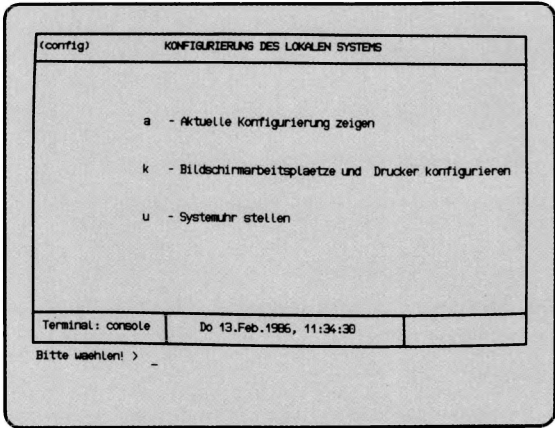 (config) KONFIGURIERUNG DES LOKALEN SYSTEMS
a - Aktuelle Konfigurierung zeigen
k - Bildschirmarbeitsplaetze und Drucker konfigurieren
u - Systemuhr stellen
Terminal: console Do 13.Feb.1986, 11:34:30
Bitte waehlen! > _